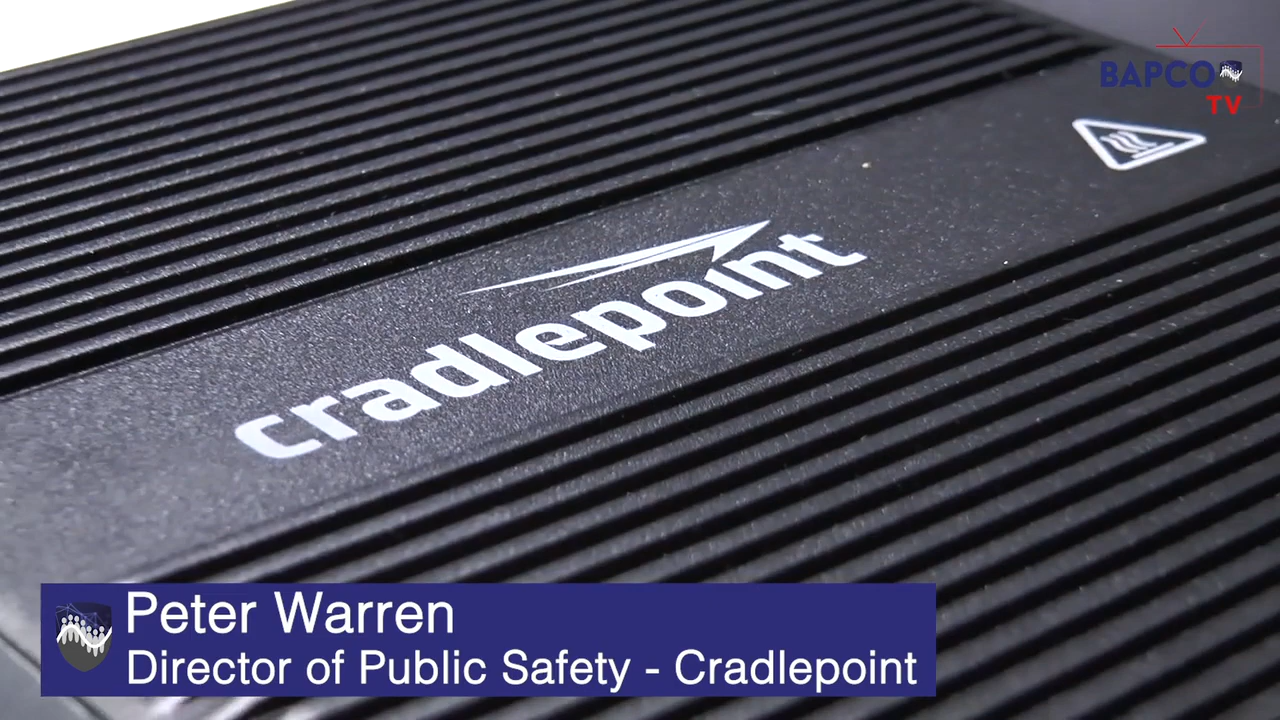 BAPCO
TV
cradlepoint
Peter Warren
Director of Public Safety - Cradlepoint